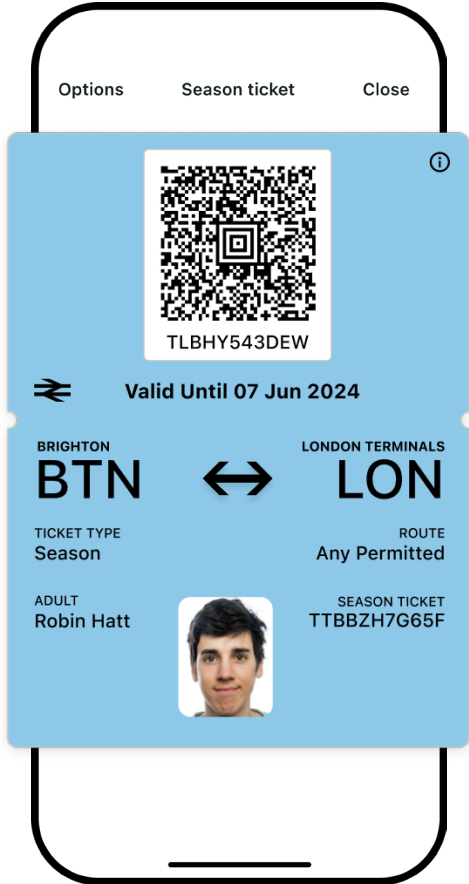 Options Season ticket Close
TLBHY543DEW
Valid Until 07 Jun 2024
BRIGHTON LONDON TERMINALS
BTN LON
TICKET TYPE ROUTE
Season Any Permitted
ADULT SEASON TICKET
Robin Hatt TTBBZH7G65F